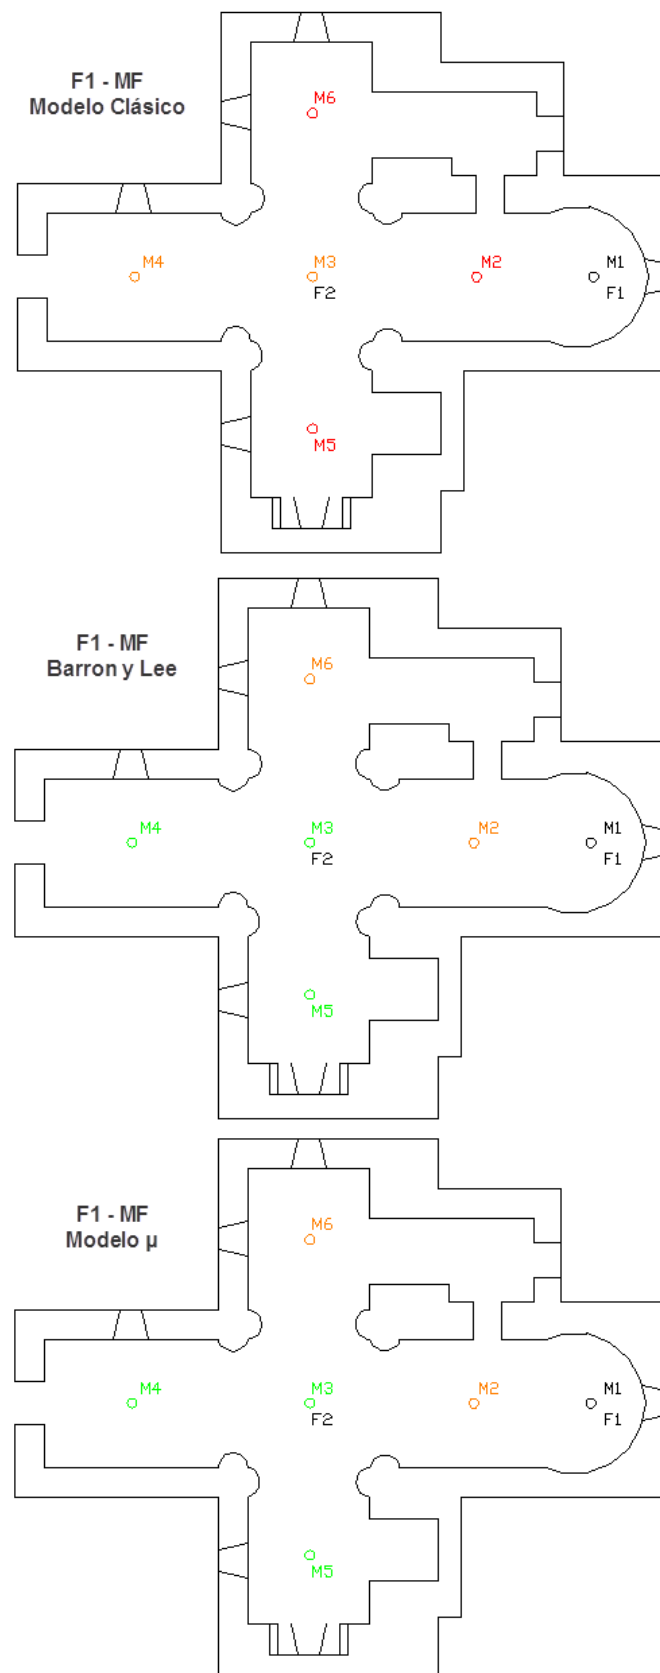 F1 - MF
Modelo Clásico
M6
M4
M3
M2
M1
F2
F1
M5
F1 - MF
Barron y Lee
M6
M4
M3
M2
M1
F2
F1
M5
F1 - MF
Modelo µ
M6
M4
M3
M2
M1
F2
F1
M5